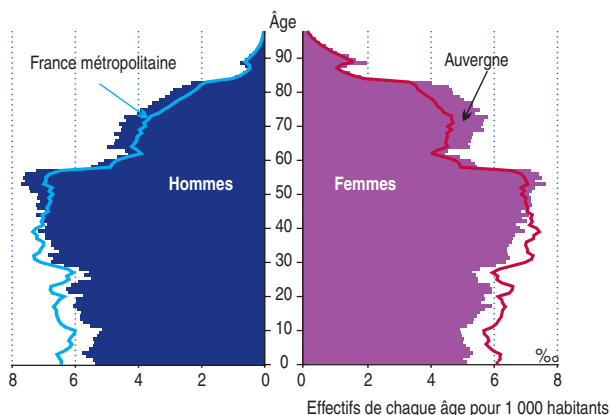 Âge
France métropolitaine
Auvergne
90
80
70
60
50
40
30
20
10
0
Hommes
Femmes
‰
8 6 4 2 0
0 2 4 6 8
Effectifs de chaque âge pour 1 000 habitants